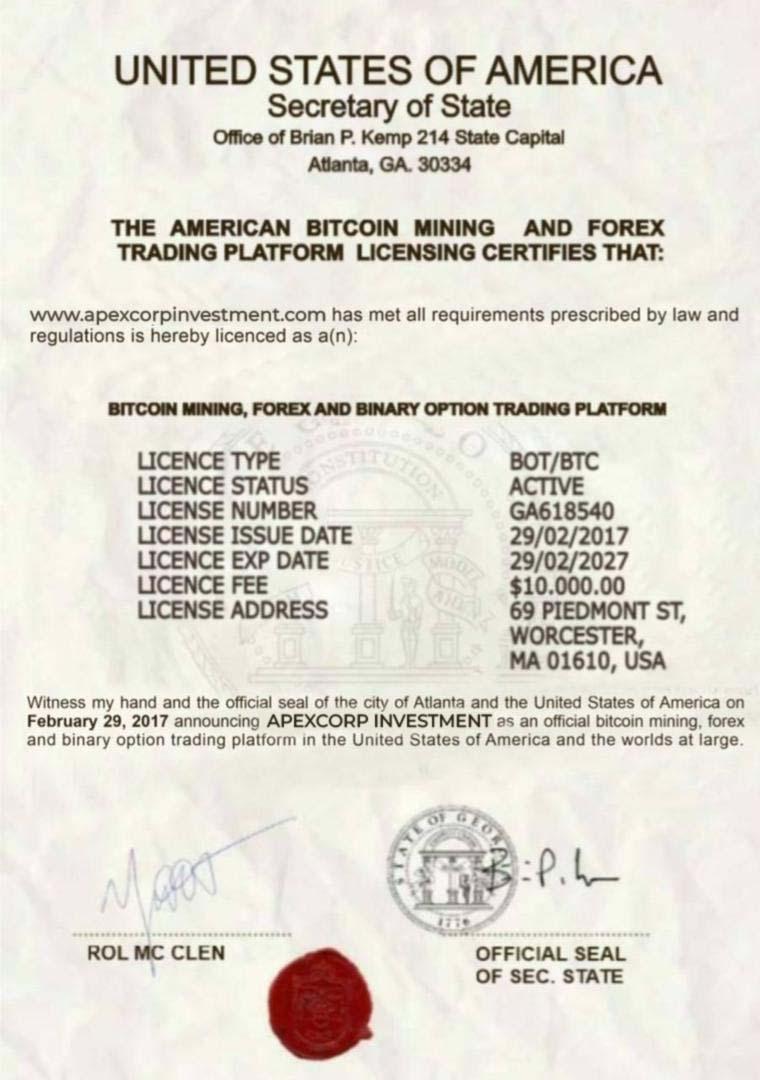 UNITED STATES OF AMERICA
Secretary of State
Office of Brian P. Kemp 214 State Capital
Atlanta, GA. 30334
THE AMERICAN BITCOIN MINING AND FOREX
TRADING PLATFORM LICENSING CERTIFIES THAT:
www.apexcorpinvestment.com has met all requirements prescribed by law and
regulations is hereby licenced as a(n):
BITCOIN MINING, FOREX AND BINARY OPTION TRADING PLATFORM
CONSTITUTION
LICENCE TYPE BOT/BTC
LICENCE STATUS ACTIVE
LICENSE NUMBER GA618540
LICENSE ISSUE DATE 29/02/2017
LICENCE EXP DATE 29/02/2027
LICENCE FEE $10.000.00
LICENSE ADDRESS 69 PIEDMONT ST,
WORCESTER,
MA 01610, USA
Witness my hand and the official seal of the city of Atlanta and the United States of America on
February 29, 2017 announcing APEXCORP INVESTMENT as an official bitcoin mining, forex
and binary option trading platform in the United States of America and the worlds at large.
STATE OF GEOR
1776
ROL MC CLEN
OFFICIAL SEAL
OF SEC. STATE